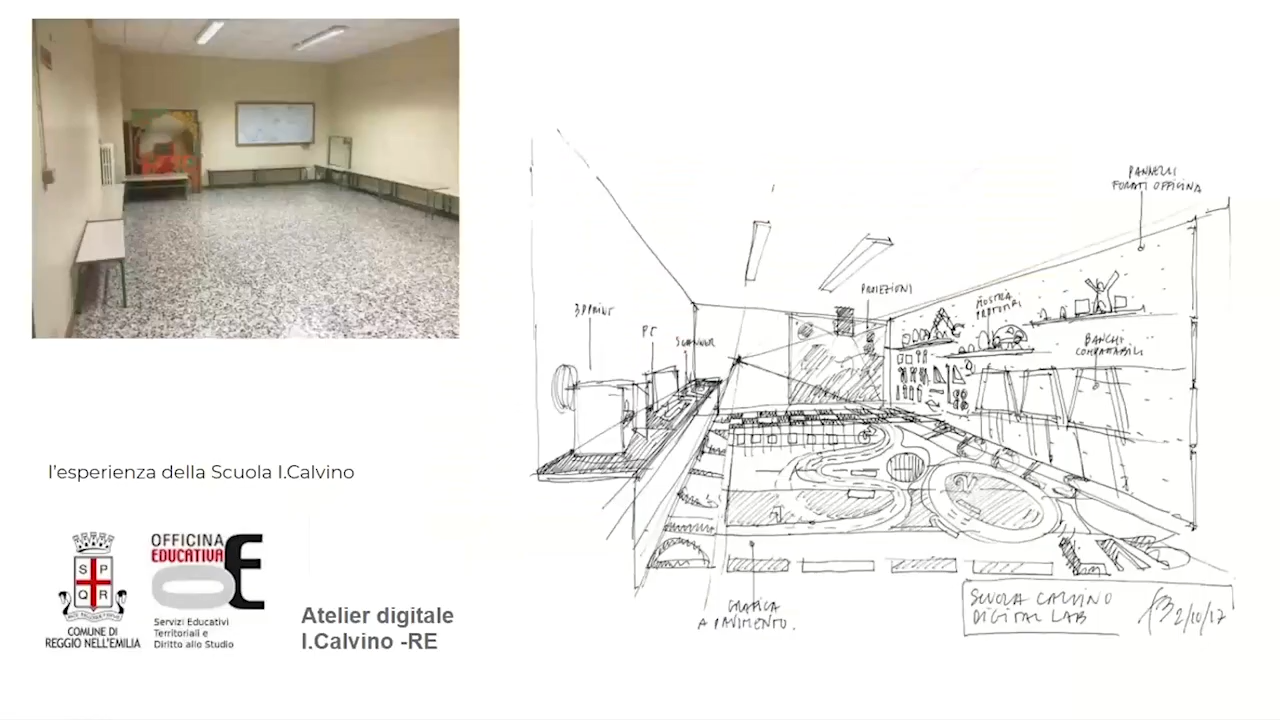 PANNELLI
FORATI OFFICINA
PROIEZIONI
MOSTRA
PROTOTIPI
3D PRINT
PC
SCANNER
BANCHI
COMPATTABILI
l'esperienza della Scuola I.Calvino
OFFICINA
EDUCATIVA
OE
S P
Q R
COMUNE DI
REGGIO NELL'EMILIA
Servizi Educativi
Territoriali e
Diritto allo Studio
Atelier digitale
I.Calvino -RE
GRAFICA
A PAVIMENTO.
SCUOLA CALVINO
DIGITAL LAB
2/10/17